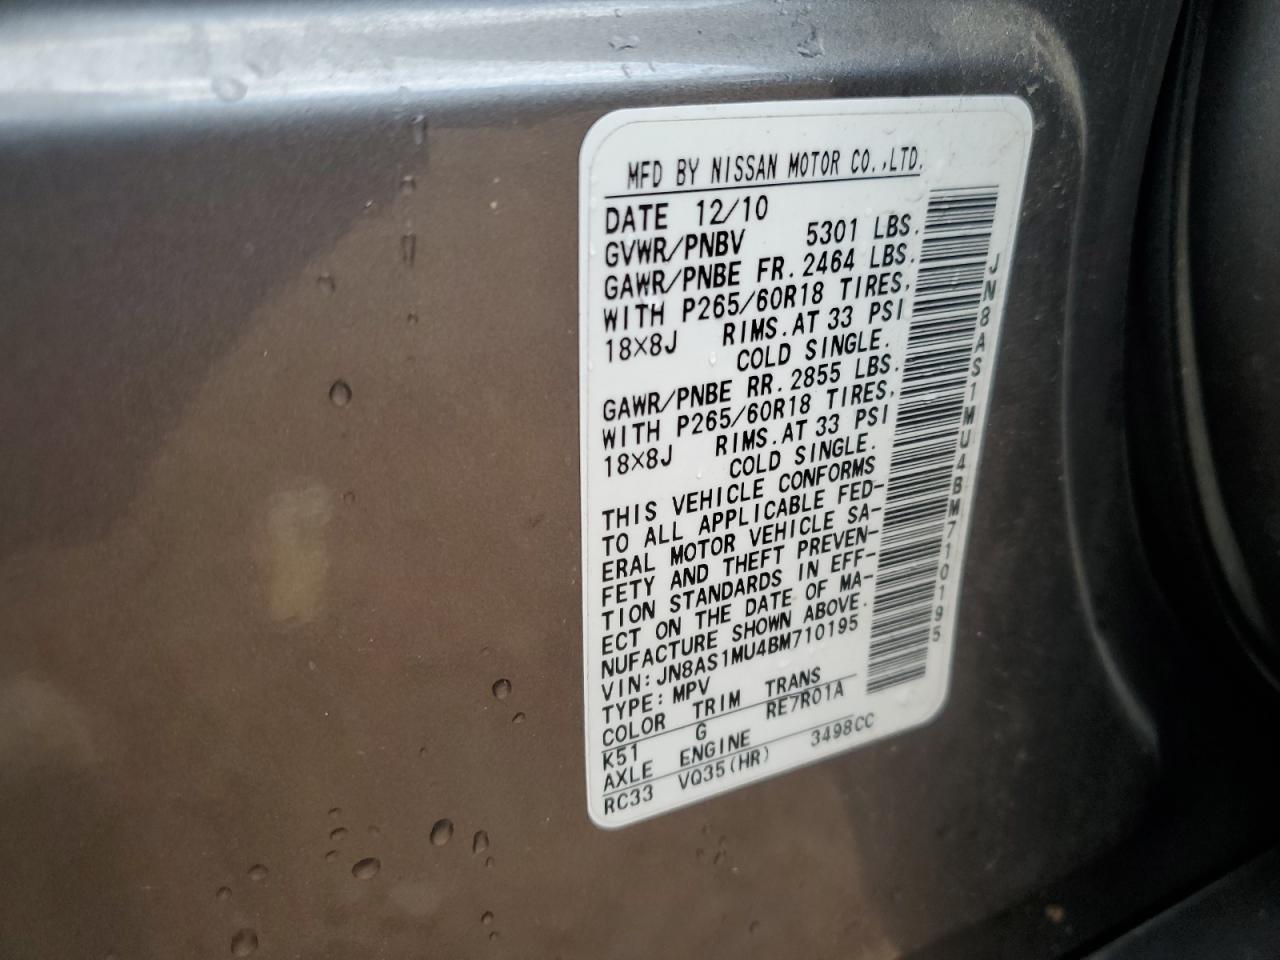 MFD BY NISSAN MOTOR CO.,LTD.
DATE 12/10
GVWR/PNBV 5301 LBS.
GAWR/PNBE FR. 2464 LBS.
WITH P265/60R18 TIRES,
18×8J RIMS. AT 33 PSI
COLD SINGLE.
GAWR/PNBE RR. 2855 LBS.
WITH P265/60R18 TIRES,
18×8J RIMS. AT 33 PSI
COLD SINGLE.
THIS VEHICLE CONFORMS
TO ALL APPLICABLE FED-
ERAL MOTOR VEHICLE SA-
FETY AND THEFT PREVEN-
TION STANDARDS IN EFF-
ECT ON THE DATE OF MA-
NUFACTURE SHOWN ABOVE.
VIN: JN8AS1MU4BM710195
TYPE: MPV
COLOR TRIM TRANS
K51 G RE7R01A
AXLE ENGINE
RC33 VQ35(HR) 3498CC
JN8AS1MU4BM710195